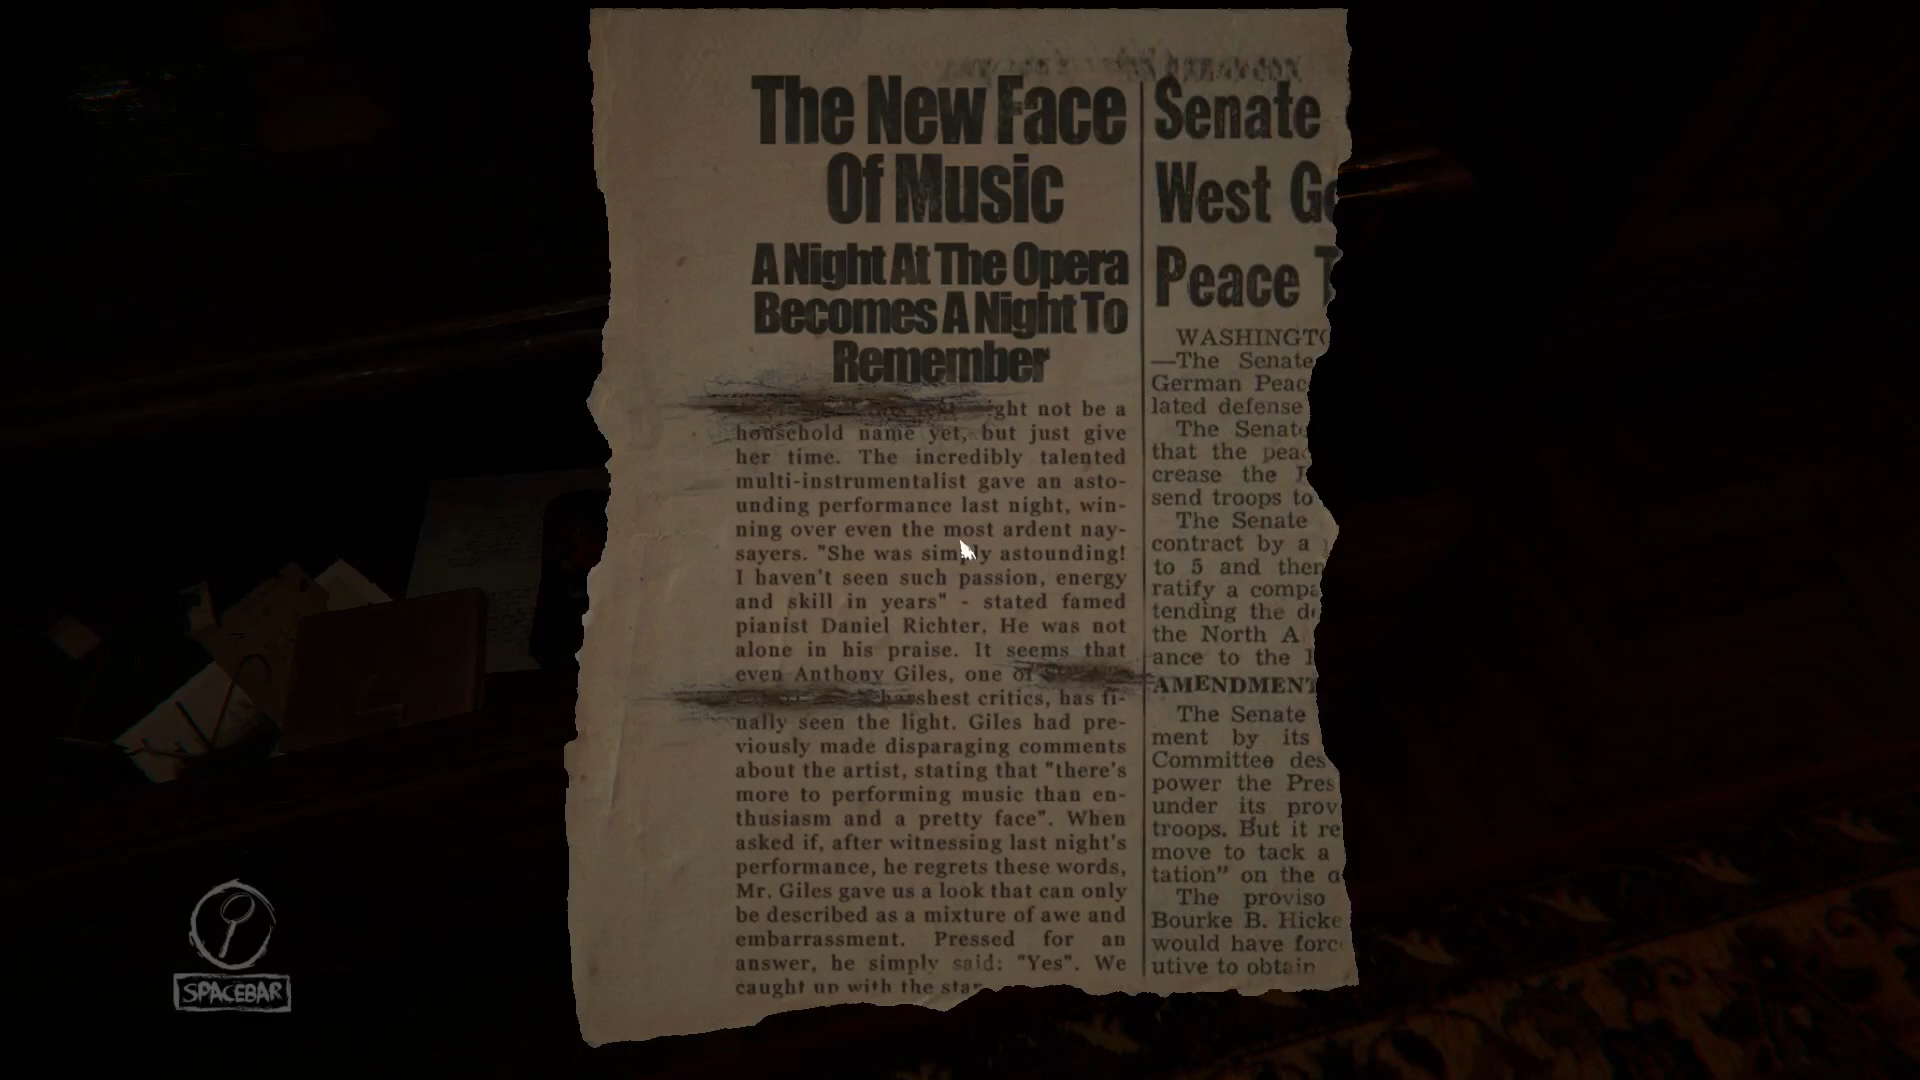 The New Face
Of Music
A Night At The Opera
Becomes A Night To
Remember
ght not be a
household name yet, but just give
her time. The incredibly talented
multi-instrumentalist gave an asto-
unding performance last night, win-
ning over even the most ardent nay-
sayers. "She was simply astounding!
I haven't seen such passion, energy
and skill in years" - stated famed
pianist Daniel Richter. He was not
alone in his praise. It seems that
even Anthony Giles, one of
harshest critics, has fi-
nally seen the light. Giles had pre-
viously made disparaging comments
about the artist, stating that "there's
more to performing music than en-
thusiasm and a pretty face". When
asked if, after witnessing last night's
performance, he regrets these words,
Mr. Giles gave us a look that can only
be described as a mixture of awe and
embarrassment. Pressed for an
answer, he simply said: "Yes". We
caught up with the star
Senate
West Ge
Peace T
WASHINGTO
—The Senate
German Peac
lated defense
The Senate
that the peac
crease the
send troops to
The Senate
contract by a
to 5 and then
ratify a compa
tending the de
the North A
ance to the
AMENDMENT
The Senate
ment by its
Committee des
power the Pres
under its prov
troops. But it re
move to tack a
tation" on the a
The proviso
Bourke B. Hicke
would have forc
utive to obtain
SPACEBAR